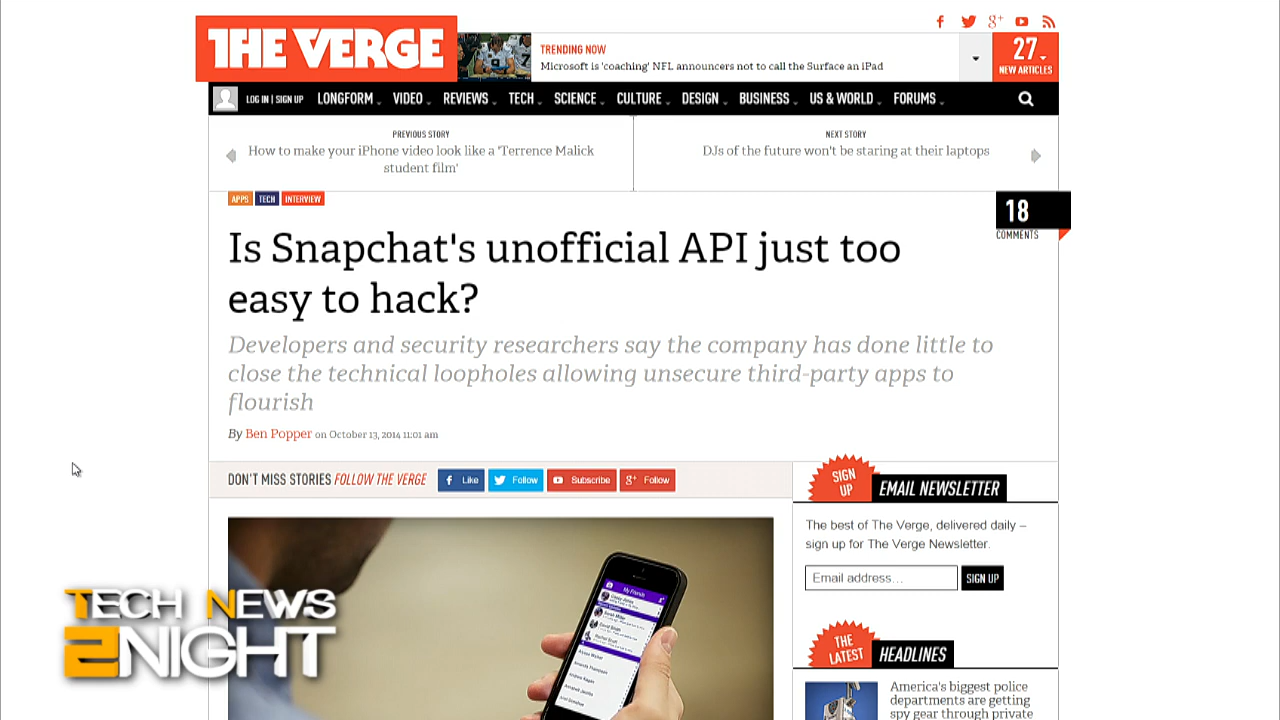 THE VERGE
TRENDING NOW
Microsoft is 'coaching' NFL announcers not to call the Surface an iPad
27
NEW ARTICLES
LOG IN | SIGN UP
LONGFORM
VIDEO
REVIEWS
TECH
SCIENCE
CULTURE
DESIGN
BUSINESS
US & WORLD
FORUMS
PREVIOUS STORY
How to make your iPhone video look like a 'Terrence Malick
student film'
NEXT STORY
DJs of the future won't be staring at their laptops
APPS
TECH
INTERVIEW
18
COMMENTS
Is Snapchat's unofficial API just too
easy to hack?
Developers and security researchers say the company has done little to
close the technical loopholes allowing unsecure third-party apps to
flourish
By Ben Popper on October 13, 2014 11:01 am
DON'T MISS STORIES FOLLOW THE VERGE
Like
Follow
Subscribe
Follow
SIGN
UP
EMAIL NEWSLETTER
The best of The Verge, delivered daily –
sign up for The Verge Newsletter.
Email address...
SIGN UP
THE
LATEST
HEADLINES
America's biggest police
departments are getting
spy gear through private
My Friends
TECH NEWS
2NIGHT